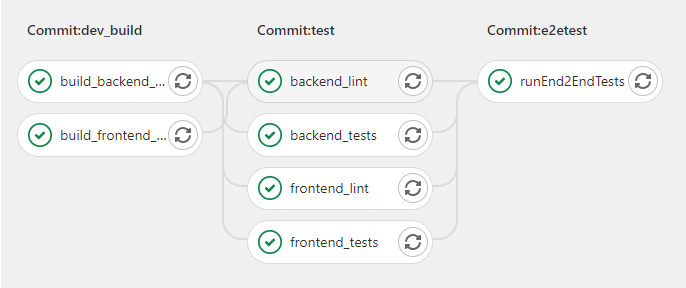 Commit:dev_build
build_backend_...
build_frontend_...
Commit:test
backend_lint
backend_tests
frontend_lint
frontend_tests
Commit:e2etest
runEnd2EndTests